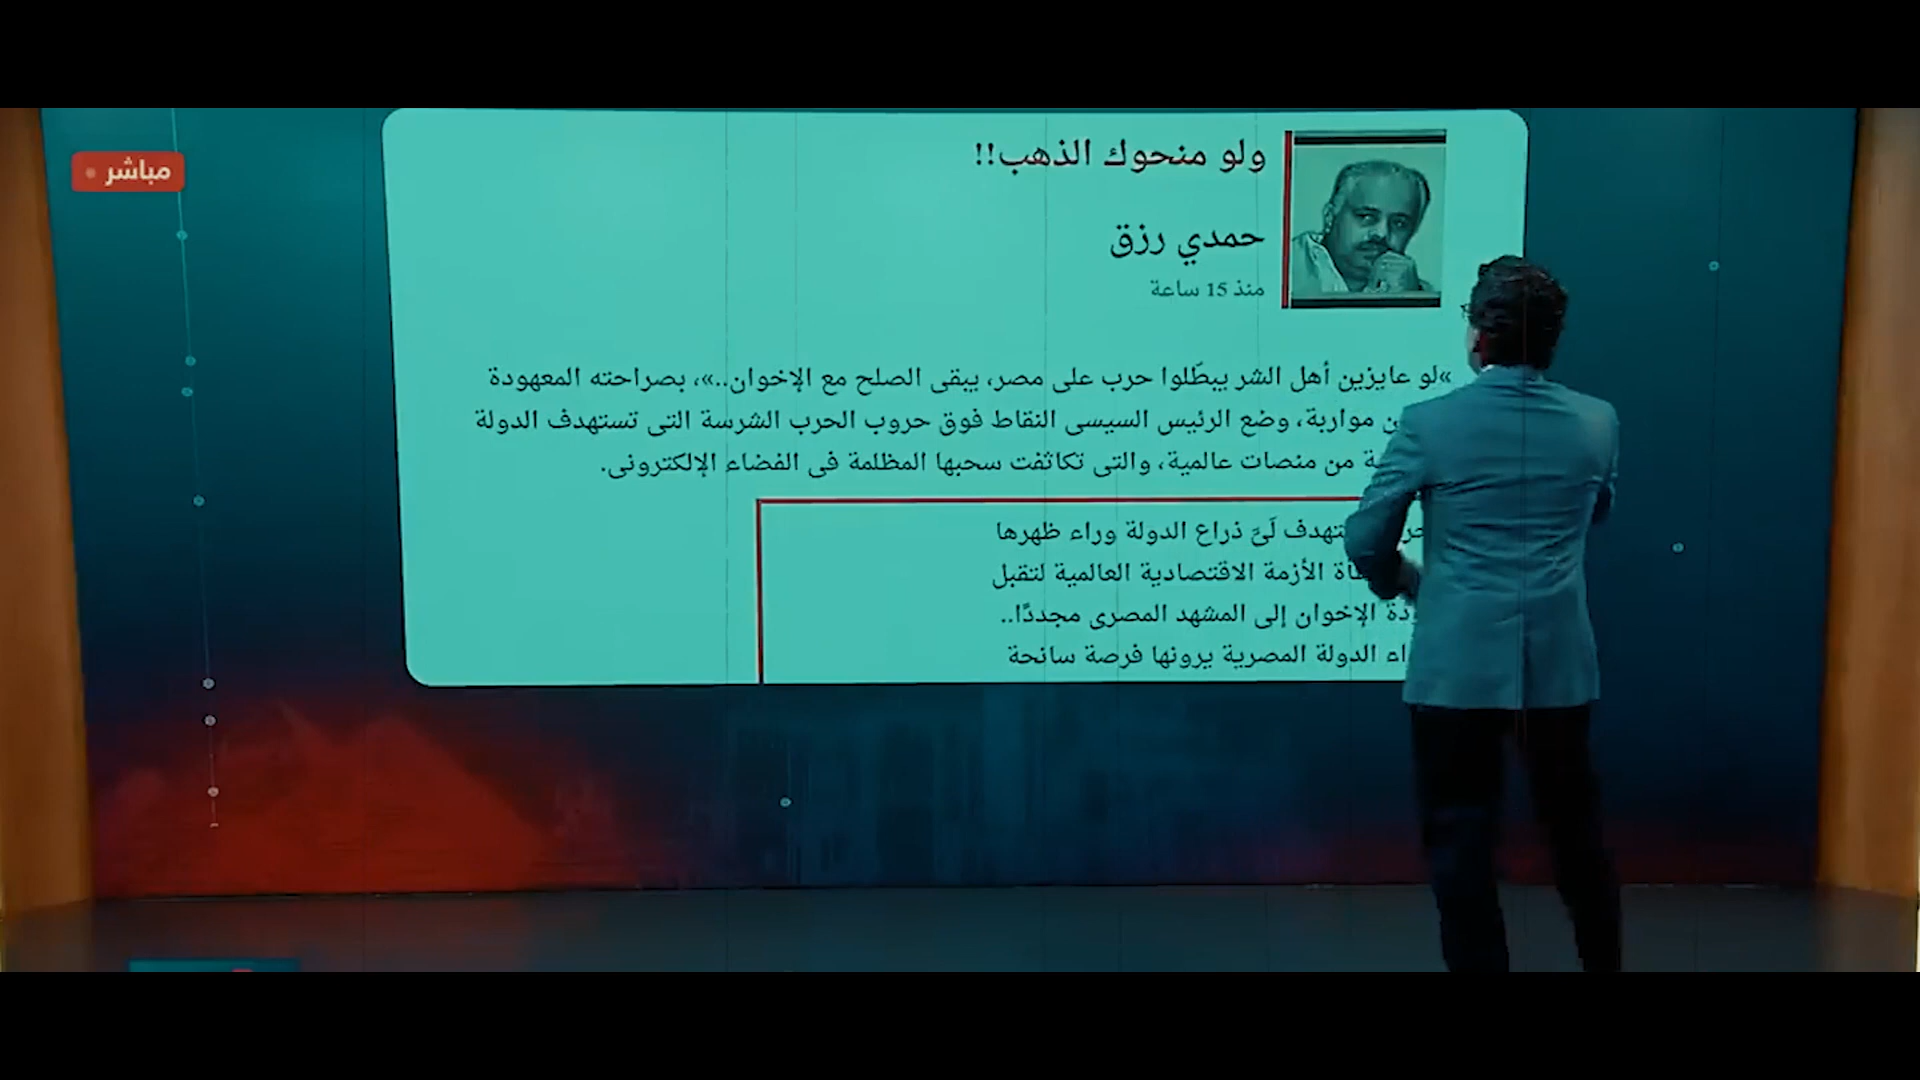 مباشر
ولو منحوك الذهب!!
حمدي رزق
منذ 15 ساعة
»لو عايزين أهل الشر يبطّلوا حرب على مصر، يبقى الصلح مع الإخوان..»، بصراحته المعهودة
مواربة، وضع الرئيس السيسى النقاط فوق حروب الحرب الشرسة التى تستهدف الدولة
من منصات عالمية، والتى تكاثفت سحبها المظلمة فى الفضاء الإلكترونى.
لَىَّ ذراع الدولة وراء ظهرها
الأزمة الاقتصادية العالمية لتقبل
الإخوان إلى المشهد المصرى مجددًا..
الدولة المصرية يرونها فرصة سانحة